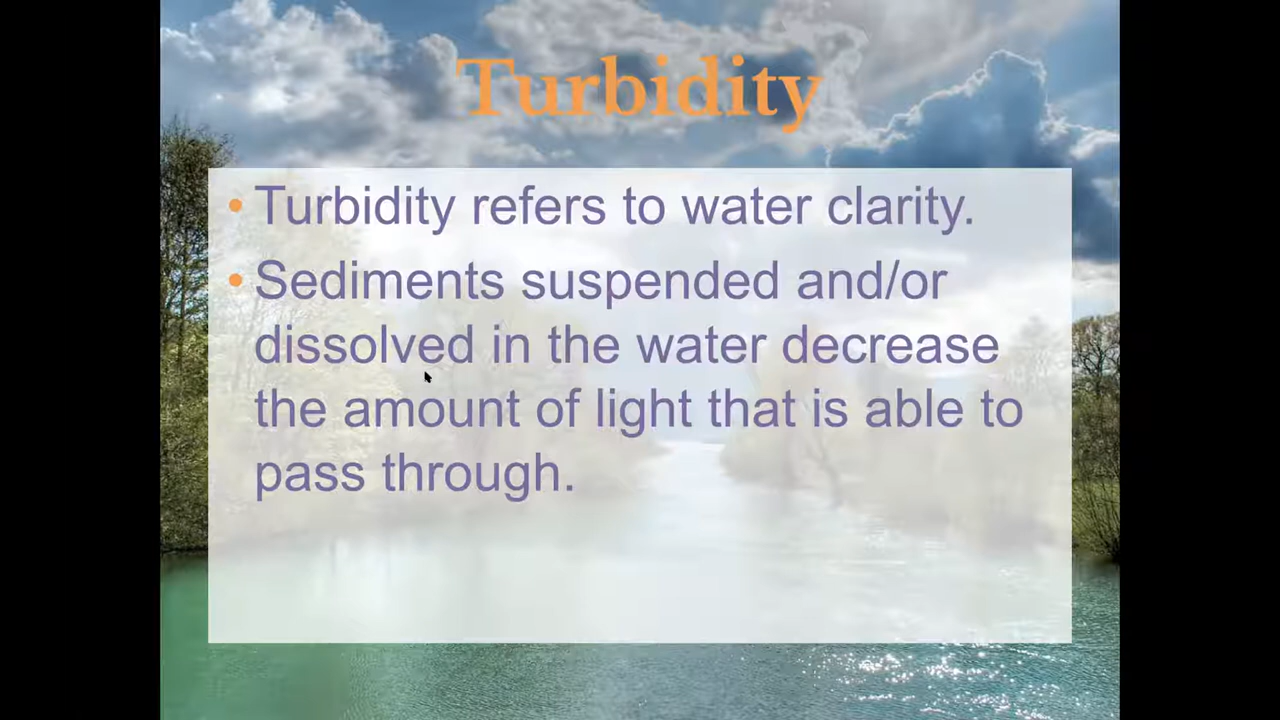 Turbidity
• Turbidity refers to water clarity.
• Sediments suspended and/or
dissolved in the water decrease
the amount of light that is able to
pass through.